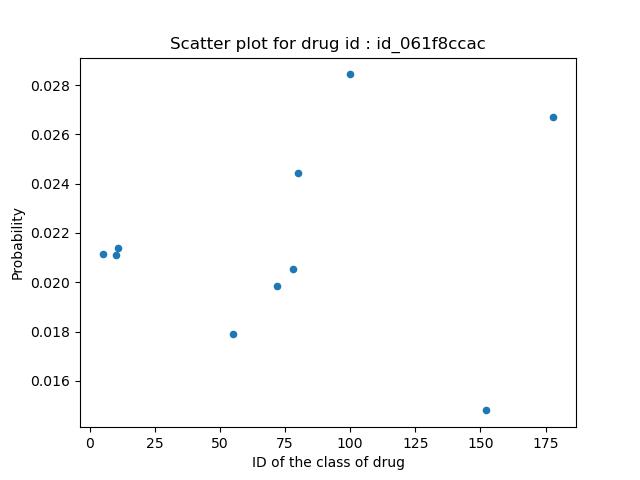 Scatter plot for drug id : id_061f8ccac
0.028
0.026
0.024
0.022
0.020
0.018
0.016
Probability
0 25 50 75 100 125 150 175
ID of the class of drug